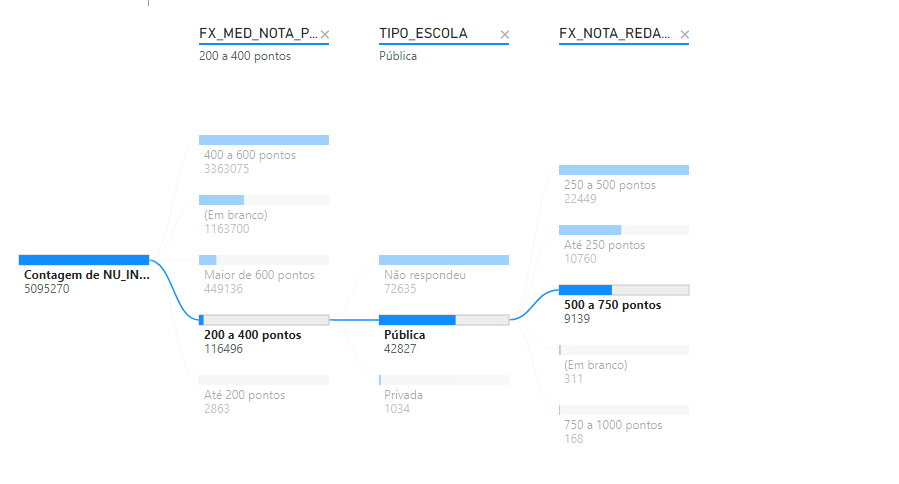 FX_MED_NOTA_P...
200 a 400 pontos
TIPO_ESCOLA
Pública
FX_NOTA_REDA...
Contagem de NU_IN...
5095270
400 a 600 pontos
3363075
(Em branco)
1163700
Maior de 600 pontos
449136
200 a 400 pontos
116496
Até 200 pontos
2863
Não respondeu
72635
Pública
42827
Privada
1034
250 a 500 pontos
22449
Até 250 pontos
10760
500 a 750 pontos
9139
(Em branco)
311
750 a 1000 pontos
168